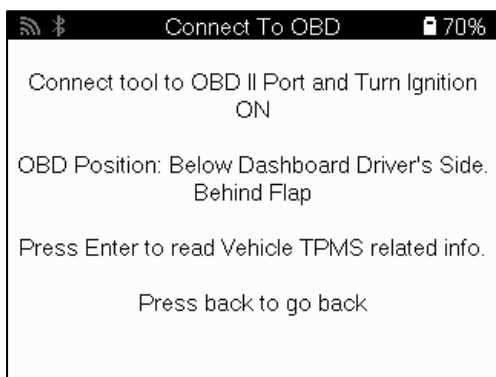 Connect To OBD
70%
Connect tool to OBD II Port and Turn Ignition
ON
OBD Position: Below Dashboard Driver's Side.
Behind Flap
Press Enter to read Vehicle TPMS related info.
Press back to go back